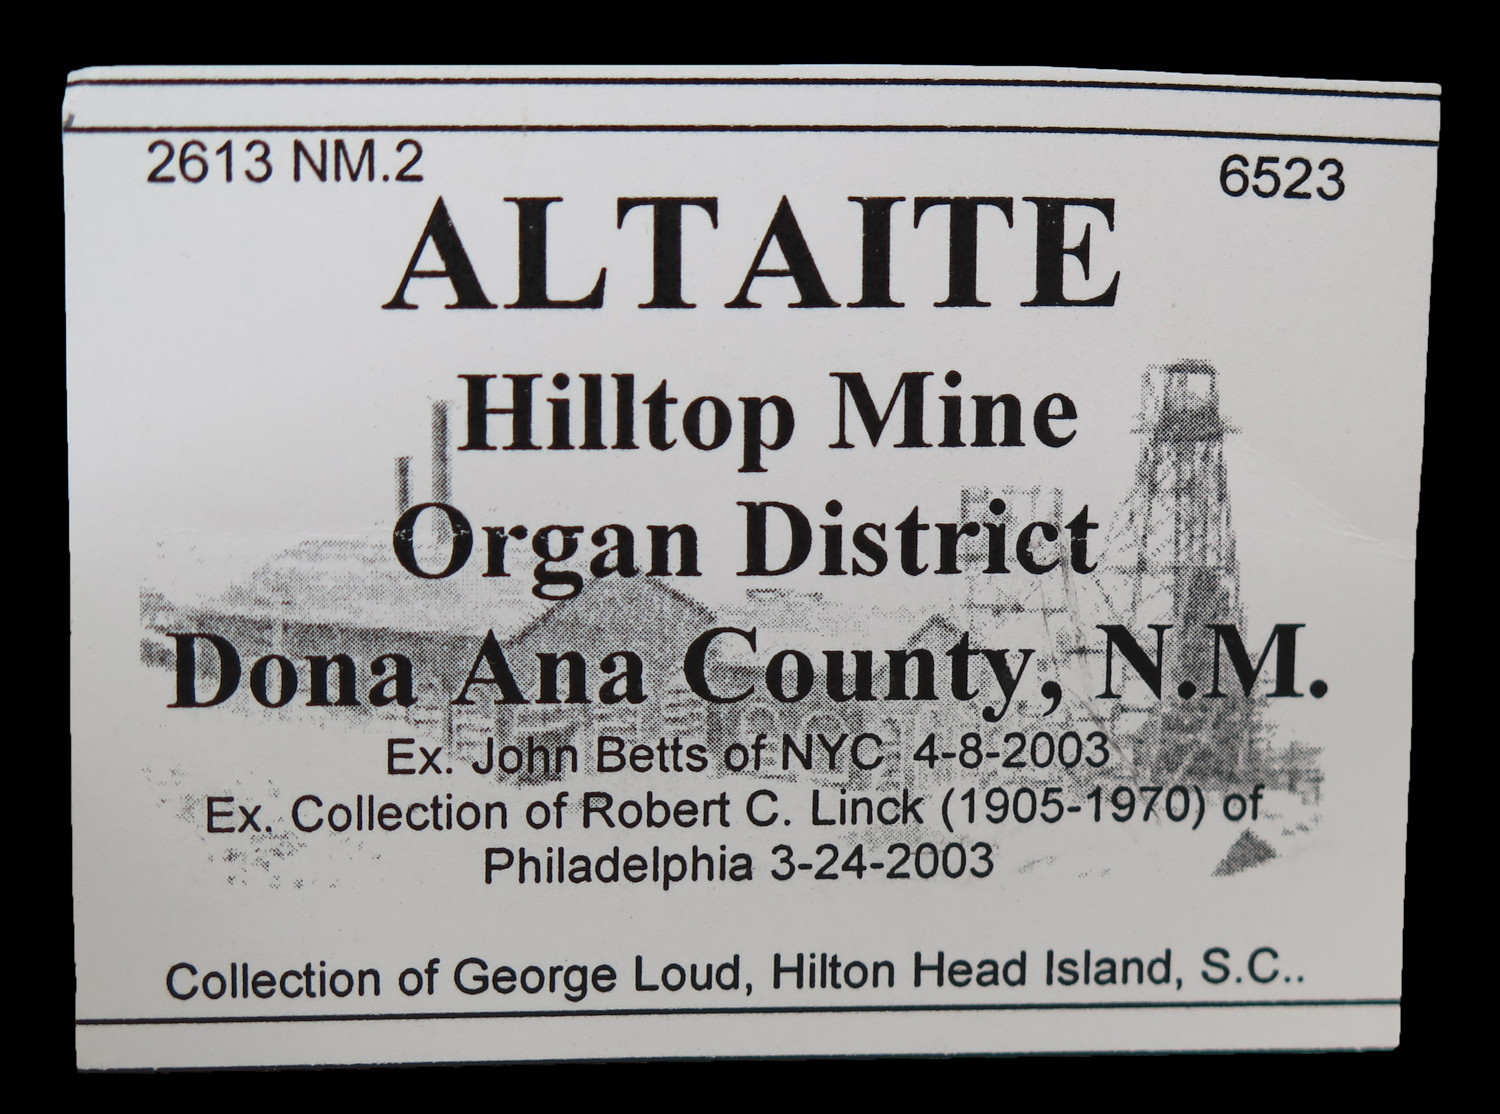 2613 NM.2 6523
ALTAITE
Hilltop Mine
Organ District
Dona Ana County, N.M.
Ex. John Betts of NYC 4-8-2003
Ex. Collection of Robert C. Linck (1905-1970) of
Philadelphia 3-24-2003
Collection of George Loud, Hilton Head Island, S.C..